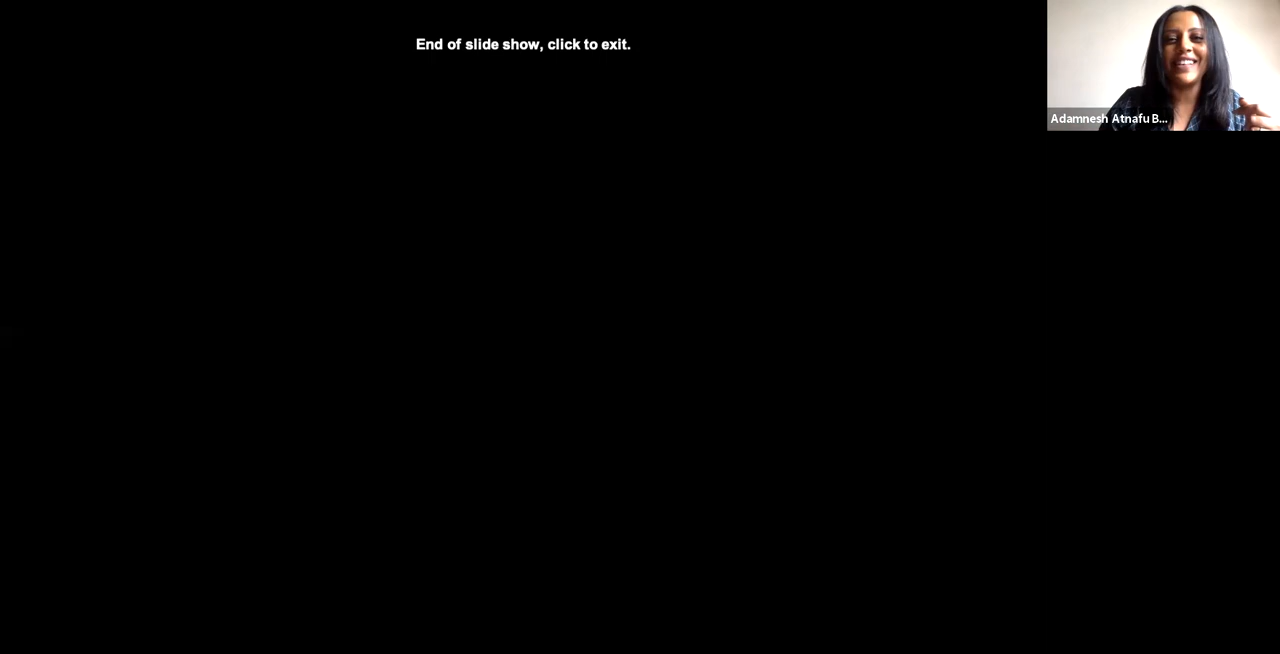 End of slide show, click to exit.
Adamnesh Atnafu B...